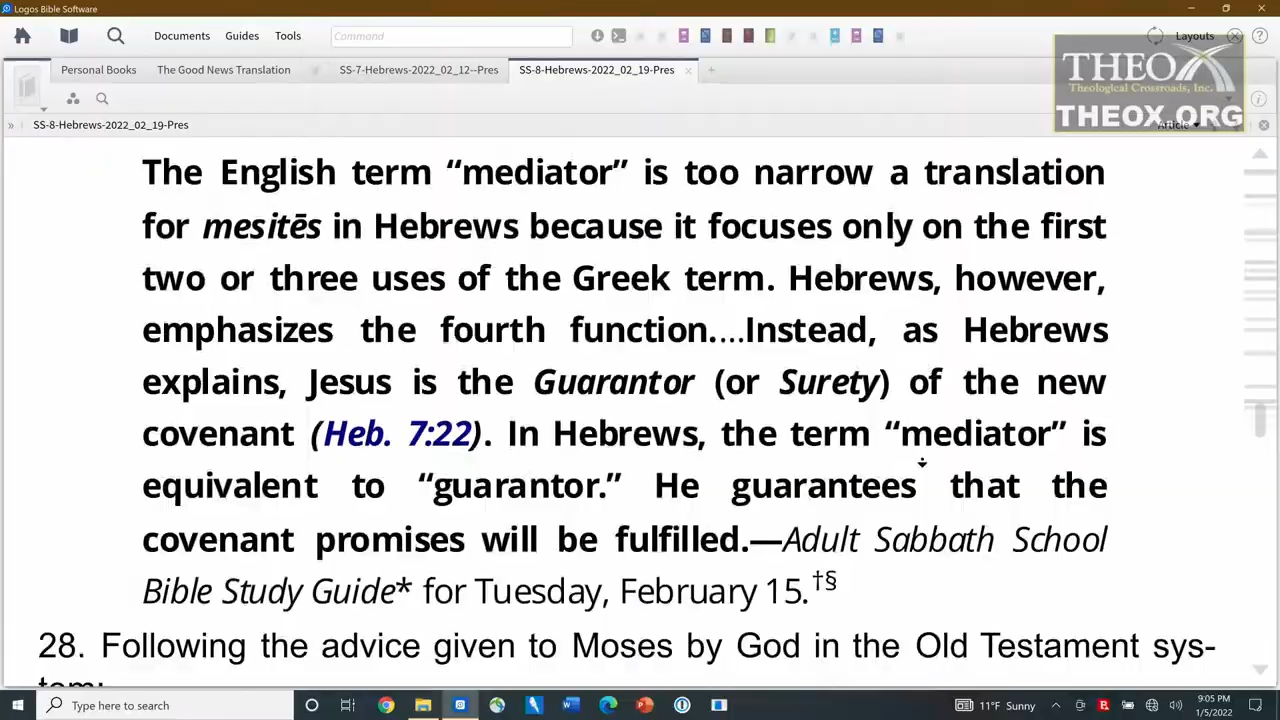 Logos Bible Software
Documents Guides Tools Command Layouts
Personal Books The Good News Translation SS-7-Hebrews-2022_02_12--Pres SS-8-Hebrews-2022_02_19-Pres
THEOX
Theological Crossroads, Inc.
THEOX.ORG
SS-8-Hebrews-2022_02_19-Pres Article
The English term “mediator” is too narrow a translation
for mesitēs in Hebrews because it focuses only on the first
two or three uses of the Greek term. Hebrews, however,
emphasizes the fourth function....Instead, as Hebrews
explains, Jesus is the Guarantor (or Surety) of the new
covenant (Heb. 7:22). In Hebrews, the term “mediator” is
equivalent to “guarantor.” He guarantees that the
covenant promises will be fulfilled.—Adult Sabbath School
Bible Study Guide* for Tuesday, February 15.†§
28. Following the advice given to Moses by God in the Old Testament sys-
tem:
Type here to search
11°F Sunny
9:05 PM
1/5/2022